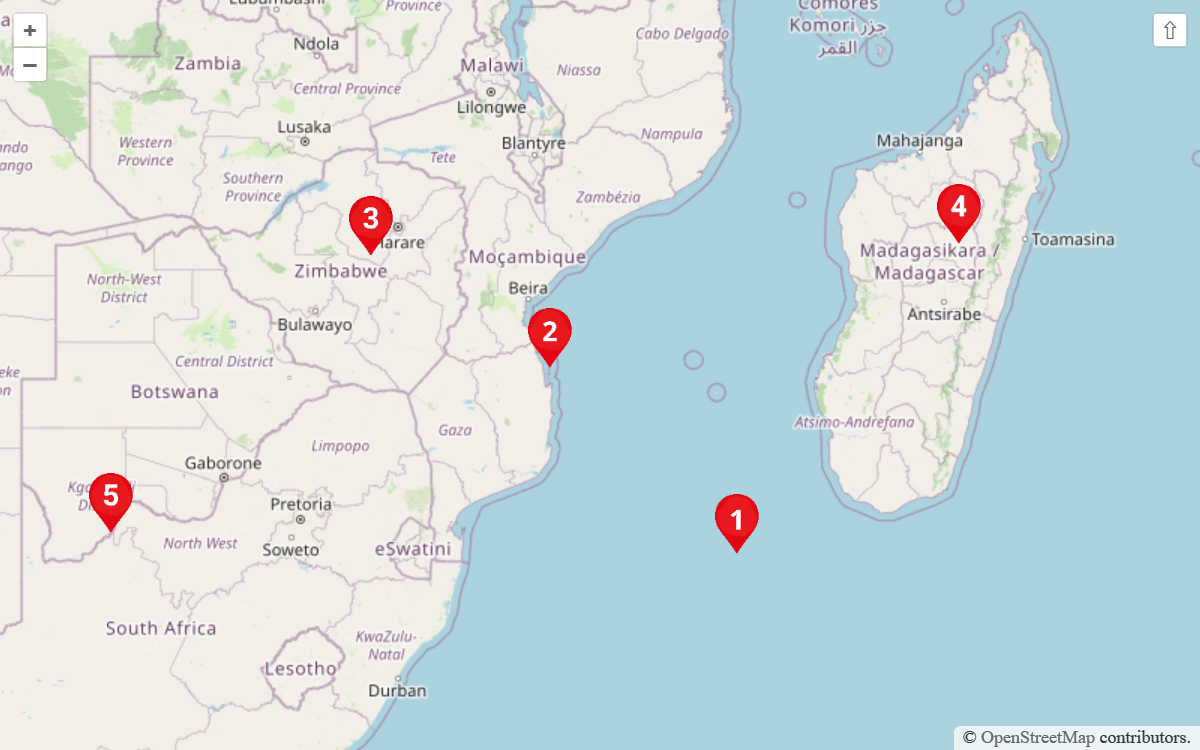 +
−
⇧
Lubumbashi
Province
Comores
Komori جزر
القمر
Ndola
Cabo Delgado
Zambia
Malawi
Niassa
Central Province
Lilongwe
Lusaka
Nampula
Western
Province
Blantyre
Mahajanga
Tete
Southern
Province
Zambézia
3
4
Harare
Toamasina
Moçambique
Madagasikara /
Madagascar
Zimbabwe
North-West
District
Beira
Antsirabe
Bulawayo
2
Central District
Botswana
Atsimo-Andrefana
Gaza
Limpopo
Gaborone
5
Pretoria
1
North West
Soweto
eSwatini
South Africa
KwaZulu-
Natal
Lesotho
Durban
© OpenStreetMap contributors.